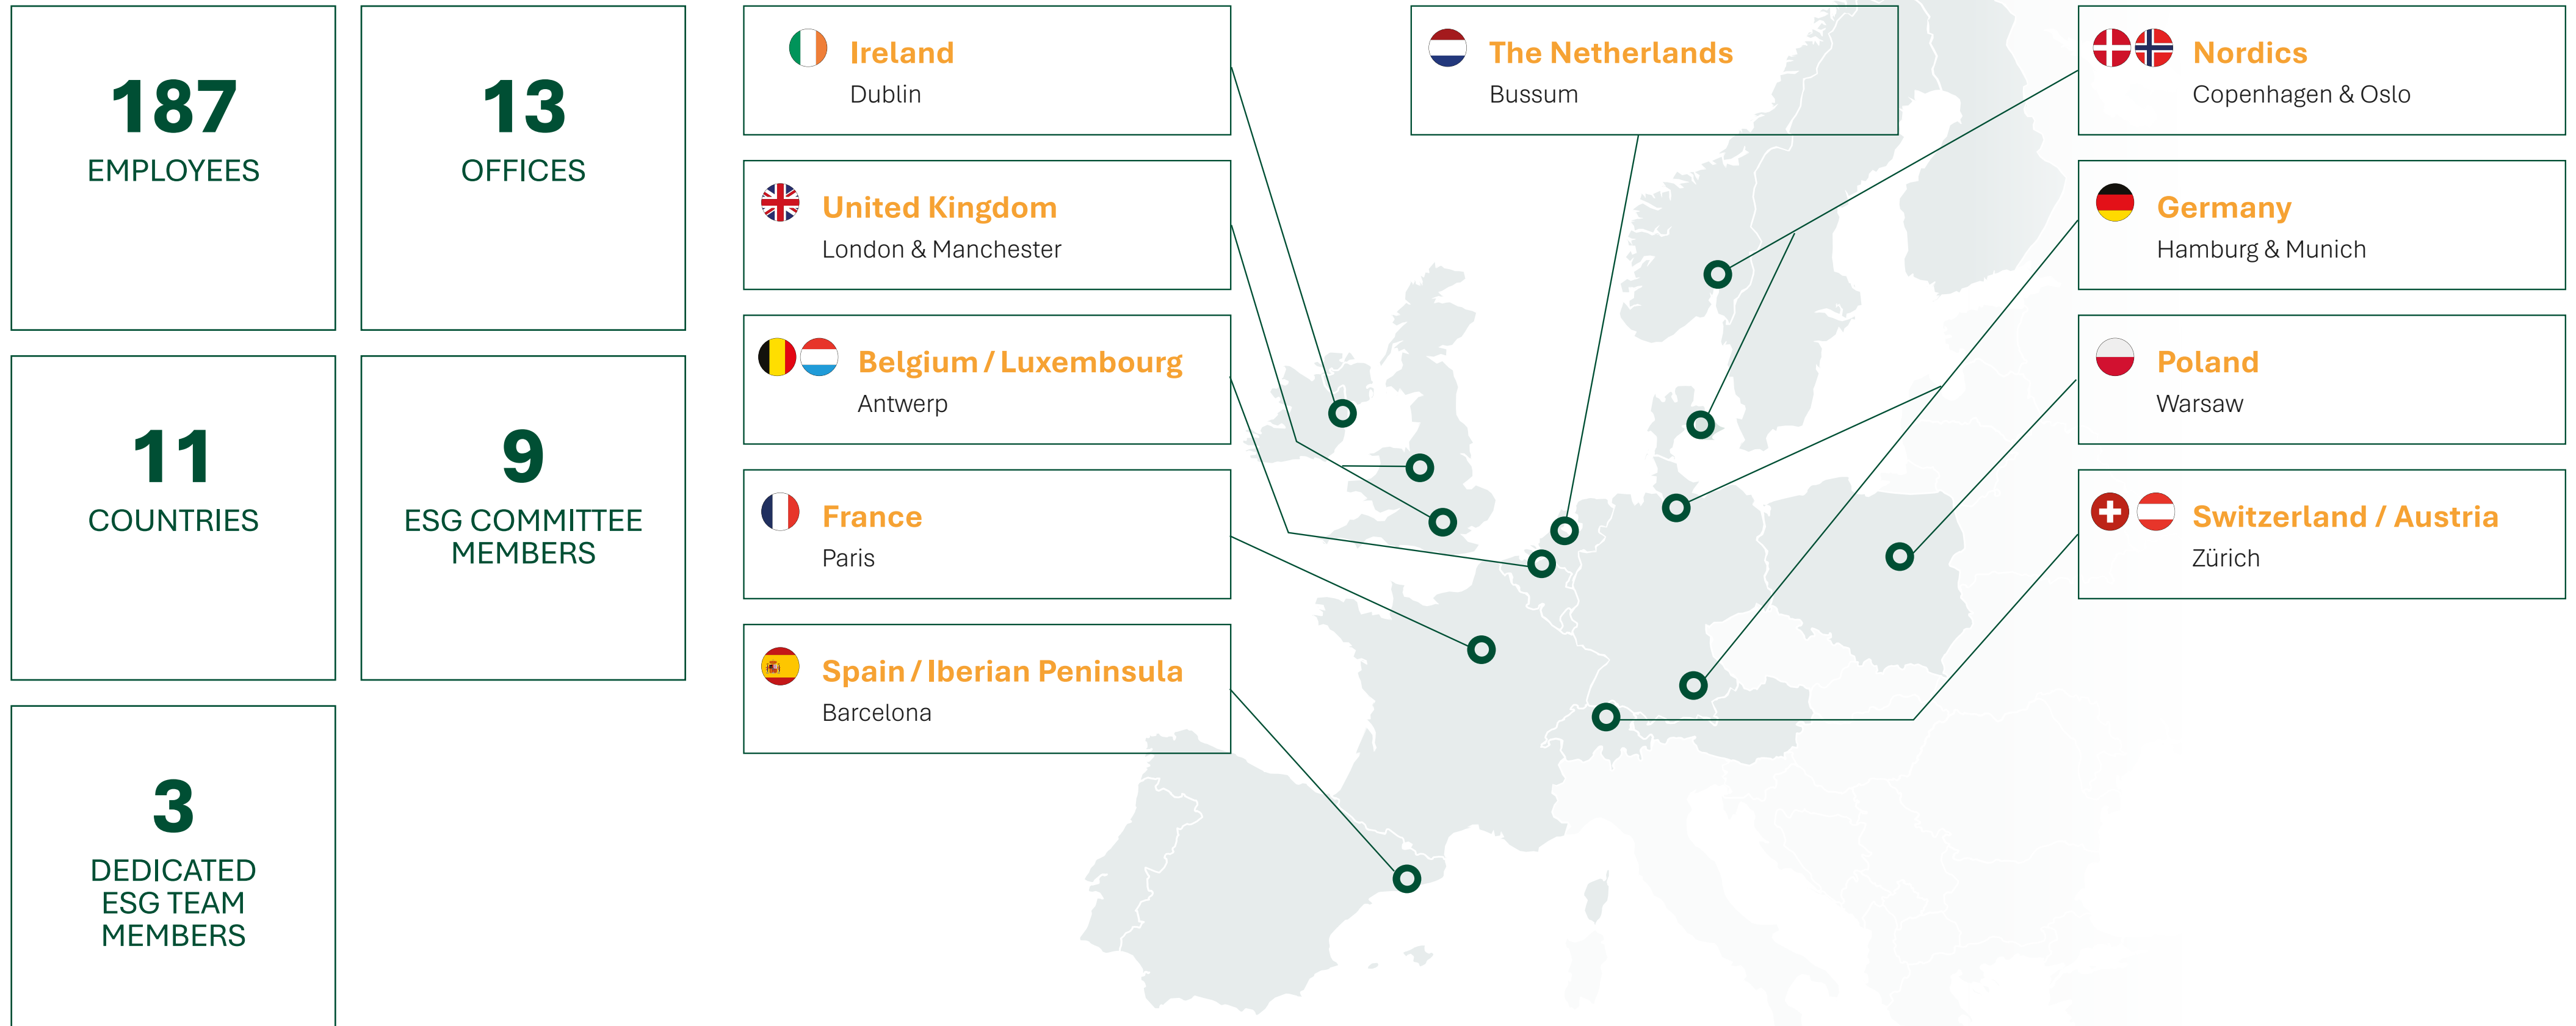 187
EMPLOYEES
13
OFFICES
11
COUNTRIES
9
ESG COMMITTEE
MEMBERS
3
DEDICATED
ESG TEAM
MEMBERS
Ireland
Dublin
United Kingdom
London & Manchester
Belgium / Luxembourg
Antwerp
France
Paris
Spain / Iberian Peninsula
Barcelona
The Netherlands
Bussum
Nordics
Copenhagen & Oslo
Germany
Hamburg & Munich
Poland
Warsaw
Switzerland / Austria
Zürich